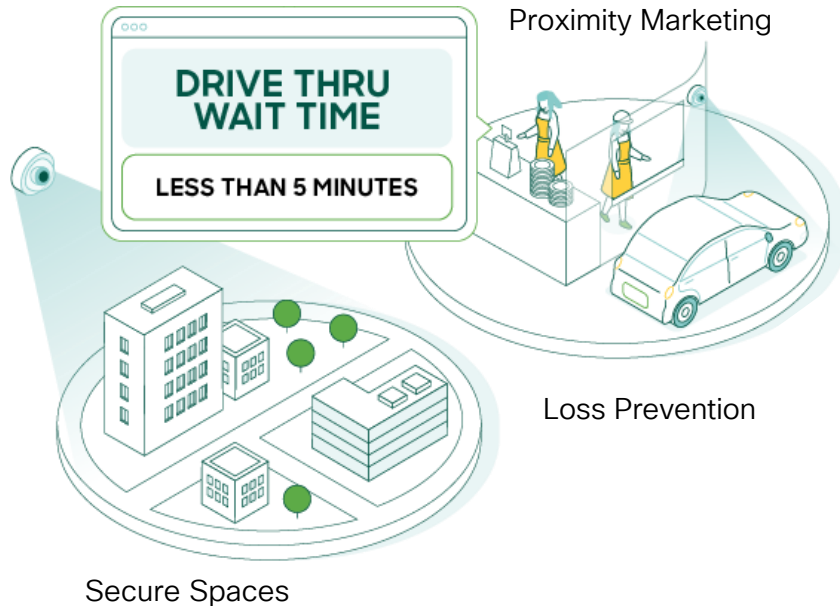 Proximity Marketing
DRIVE THRU
WAIT TIME
LESS THAN 5 MINUTES
Loss Prevention
Secure Spaces